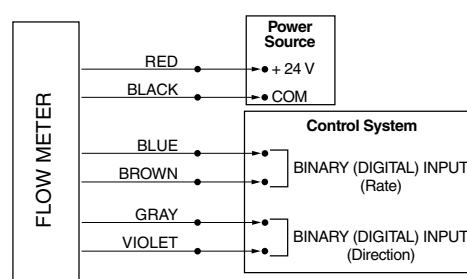 FLOW METER
RED
BLACK
BLUE
BROWN
GRAY
VIOLET
Power
Source
+ 24 V
COM
Control System
BINARY (DIGITAL) INPUT
(Rate)
BINARY (DIGITAL) INPUT
(Direction)